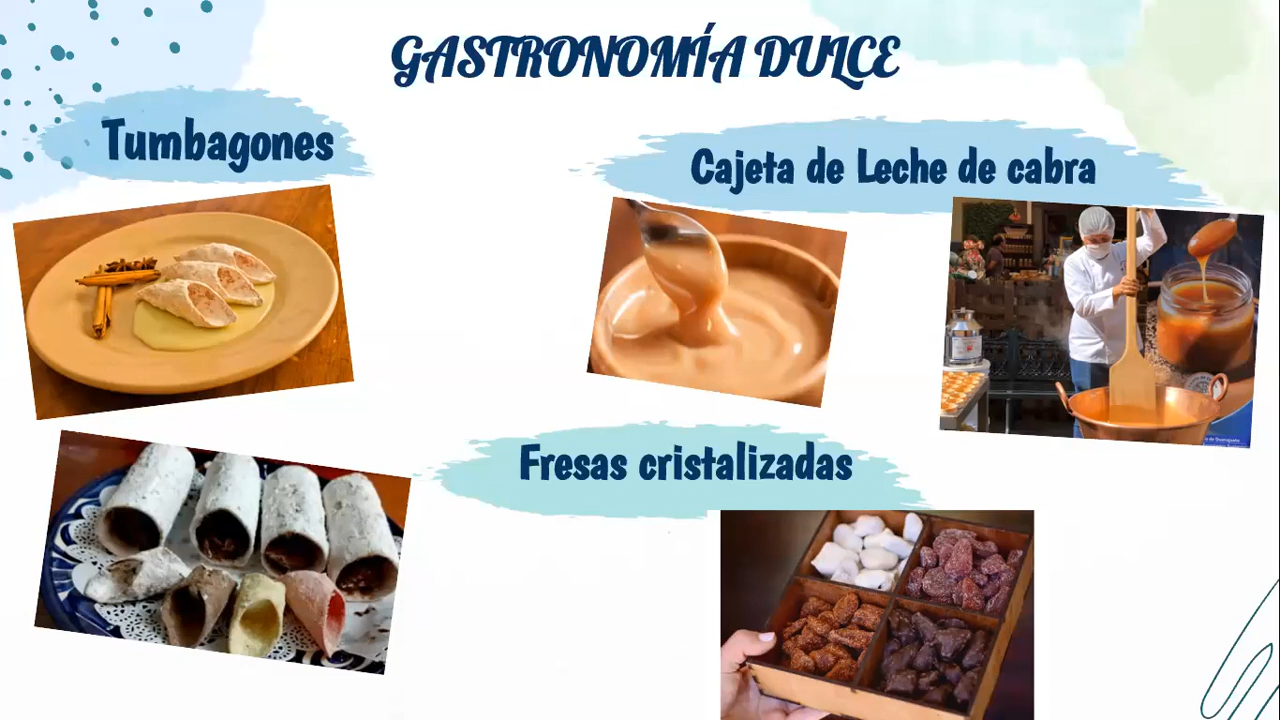 GASTRONOMÍA DULCE
Tumbagones
Cajeta de Leche de cabra
Fresas cristalizadas